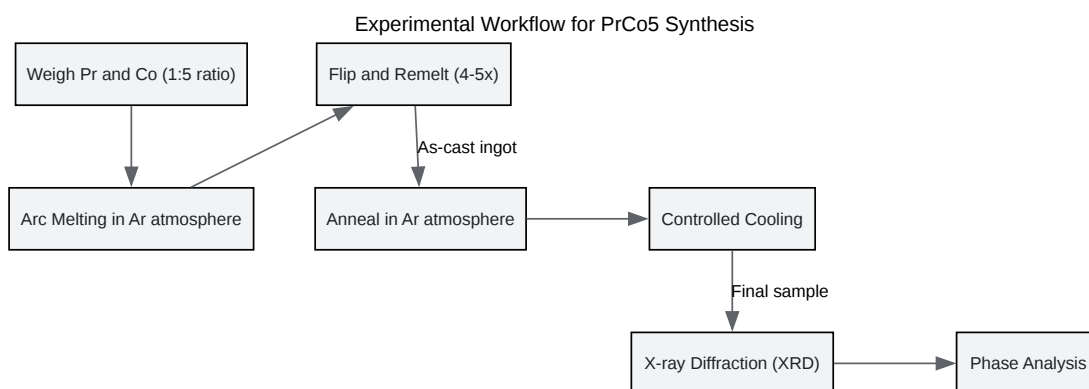 Experimental Workflow for PrCo5 Synthesis
Weigh Pr and Co (1:5 ratio)
Flip and Remelt (4-5x)
As-cast ingot
Arc Melting in Ar atmosphere
Anneal in Ar atmosphere
Controlled Cooling
Final sample
X-ray Diffraction (XRD)
Phase Analysis